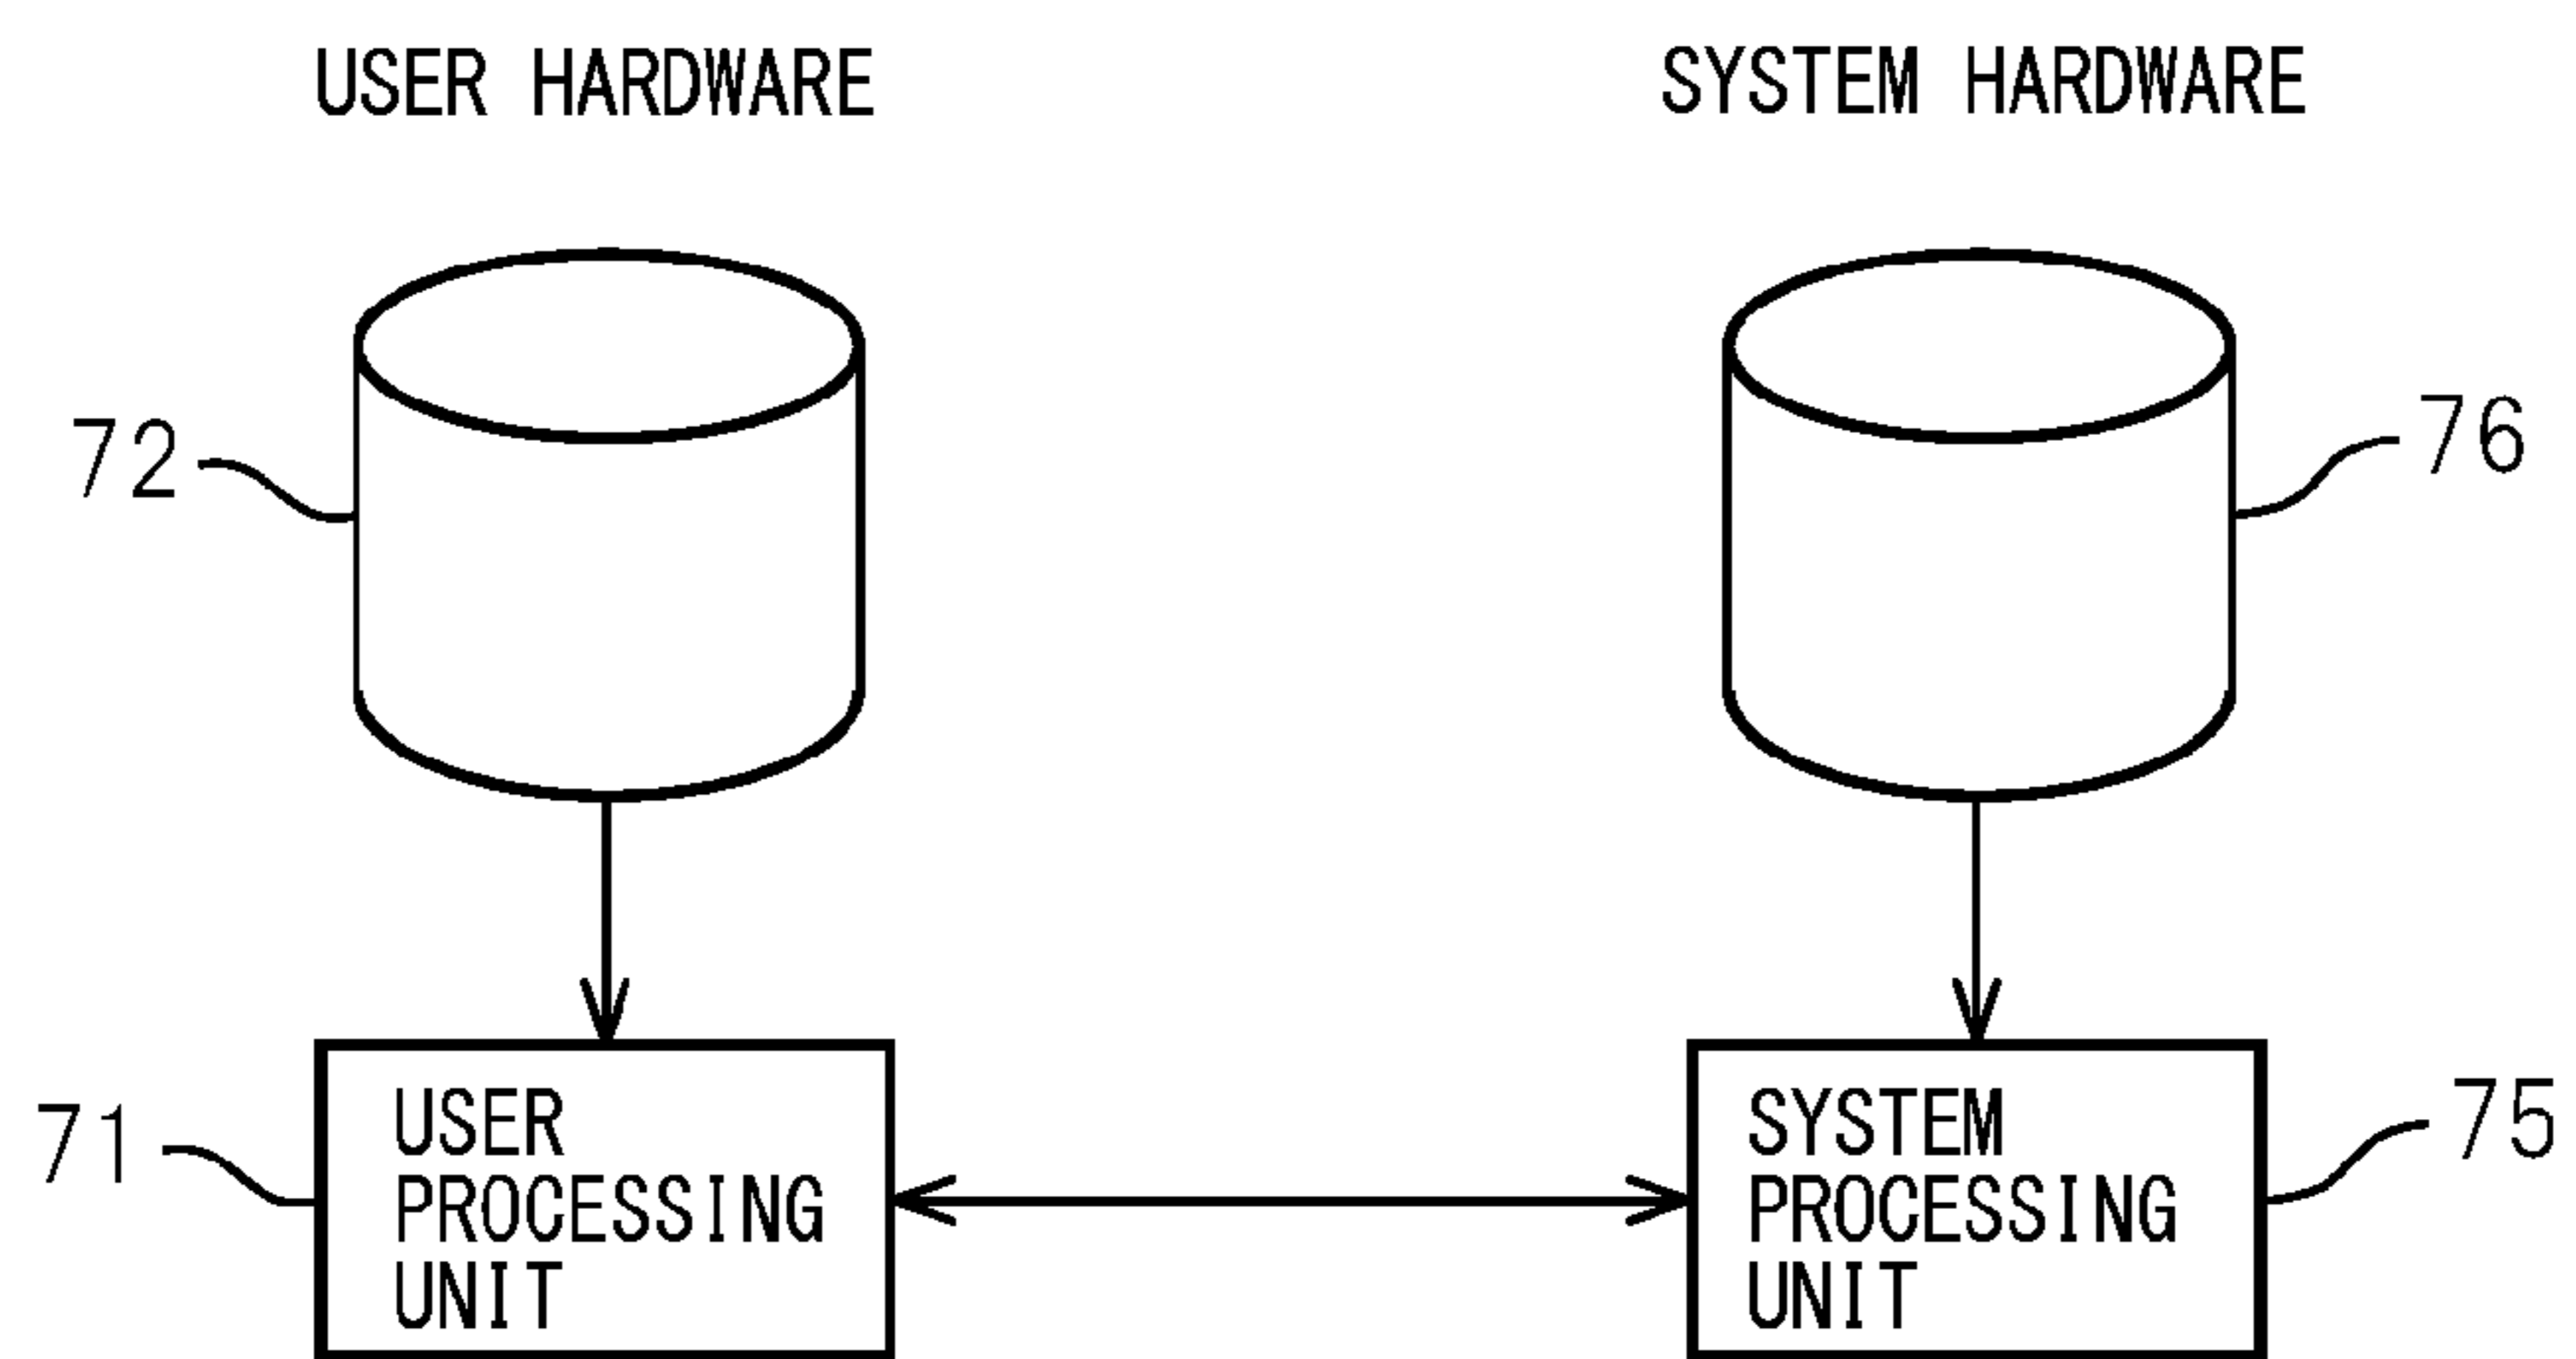 USER HARDWARE
SYSTEM HARDWARE
72
76
71
USER
PROCESSING
UNIT
SYSTEM
PROCESSING
UNIT
75